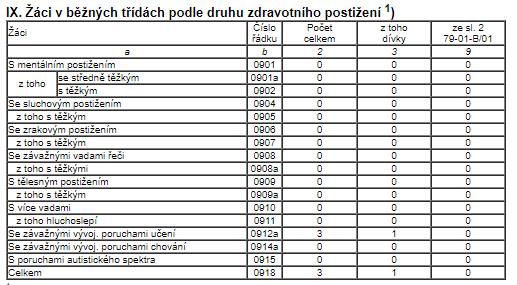 IX. Žáci v běžných třídách podle druhu zdravotního postižení 1)
Žáci Číslo řádku Počet celkem z toho dívky ze sl. 2 79-01-B/01
a b 2 3 9
S mentálním postižením 0901 0 0 0
z toho se středně těžkým 0901a 0 0 0
s těžkým 0902 0 0 0
Se sluchovým postižením 0904 0 0 0
z toho s těžkým 0905 0 0 0
Se zrakovým postižením 0906 0 0 0
z toho s těžkým 0907 0 0 0
Se závažnými vadami řeči 0908 0 0 0
z toho s těžkými 0908a 0 0 0
S tělesným postižením 0909 0 0 0
z toho s těžkým 0909a 0 0 0
S více vadami 0910 0 0 0
z toho hluchoslepí 0911 0 0 0
Se závažnými vývoj. poruchami učení 0912a 3 1 0
Se závažnými vývoj. poruchami chování 0914a 0 0 0
S poruchami autistického spektra 0915 0 0 0
Celkem 0918 3 1 0